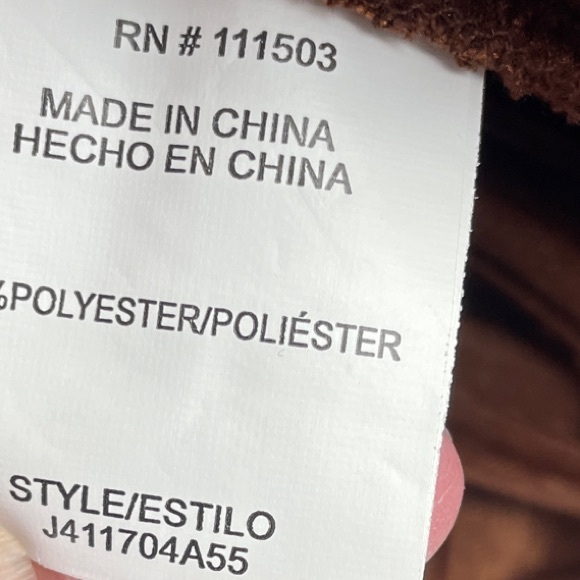 RN # 111503
MADE IN CHINA
HECHO EN CHINA
%POLYESTER/POLIÉSTER
STYLE/ESTILO
J411704A55